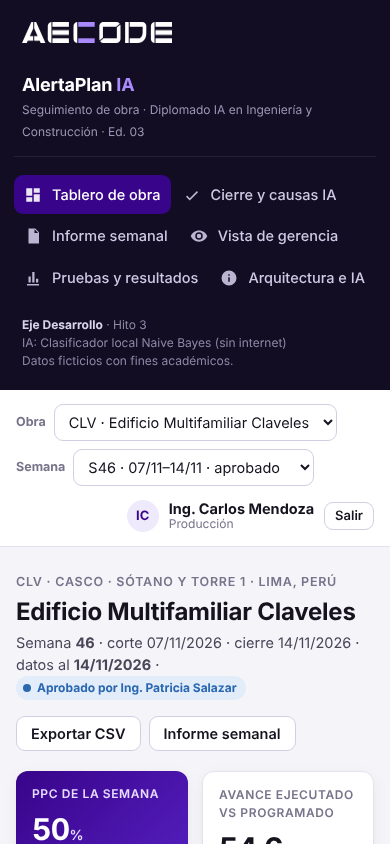 AECODE
AlertaPlan IA
Seguimiento de obra · Diplomado IA en Ingeniería y
Construcción · Ed. 03
Tablero de obra
Cierre y causas IA
Informe semanal
Vista de gerencia
Pruebas y resultados
Arquitectura e IA
Eje Desarrollo · Hito 3
IA: Clasificador local Naive Bayes (sin internet)
Datos ficticios con fines académicos.
Obra
CLV · Edificio Multifamiliar Claveles
Semana
S46 · 07/11–14/11 · aprobado
IC
Ing. Carlos Mendoza
Producción
Salir
CLV · CASCO · SÓTANO Y TORRE 1 · LIMA, PERÚ
Edificio Multifamiliar Claveles
Semana 46 · corte 07/11/2026 · cierre 14/11/2026 ·
datos al 14/11/2026 ·
Aprobado por Ing. Patricia Salazar
Exportar CSV
Informe semanal
PPC DE LA SEMANA
50%
AVANCE EJECUTADO
VS PROGRAMADO